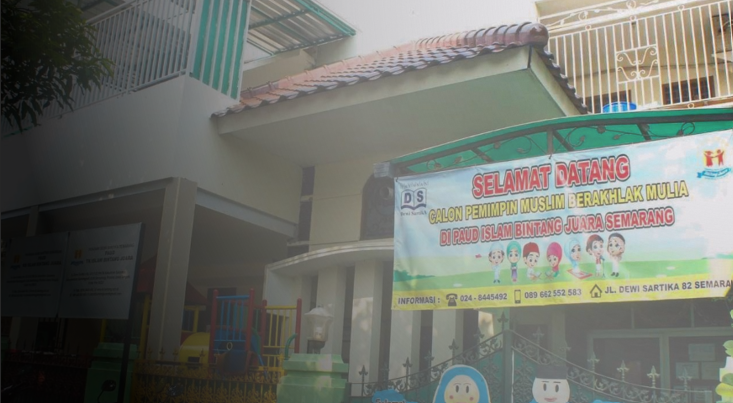 SELAMAT DATANG
CALON PEMIMPIN MUSLIM BERAKHLAK MULIA
DI PAUD ISLAM BINTANG JUARA SEMARANG
DS
INFORMASI : 024 - 8445492 089 662 552 583 JL. DEWI SARTIKA 82 SEMARA